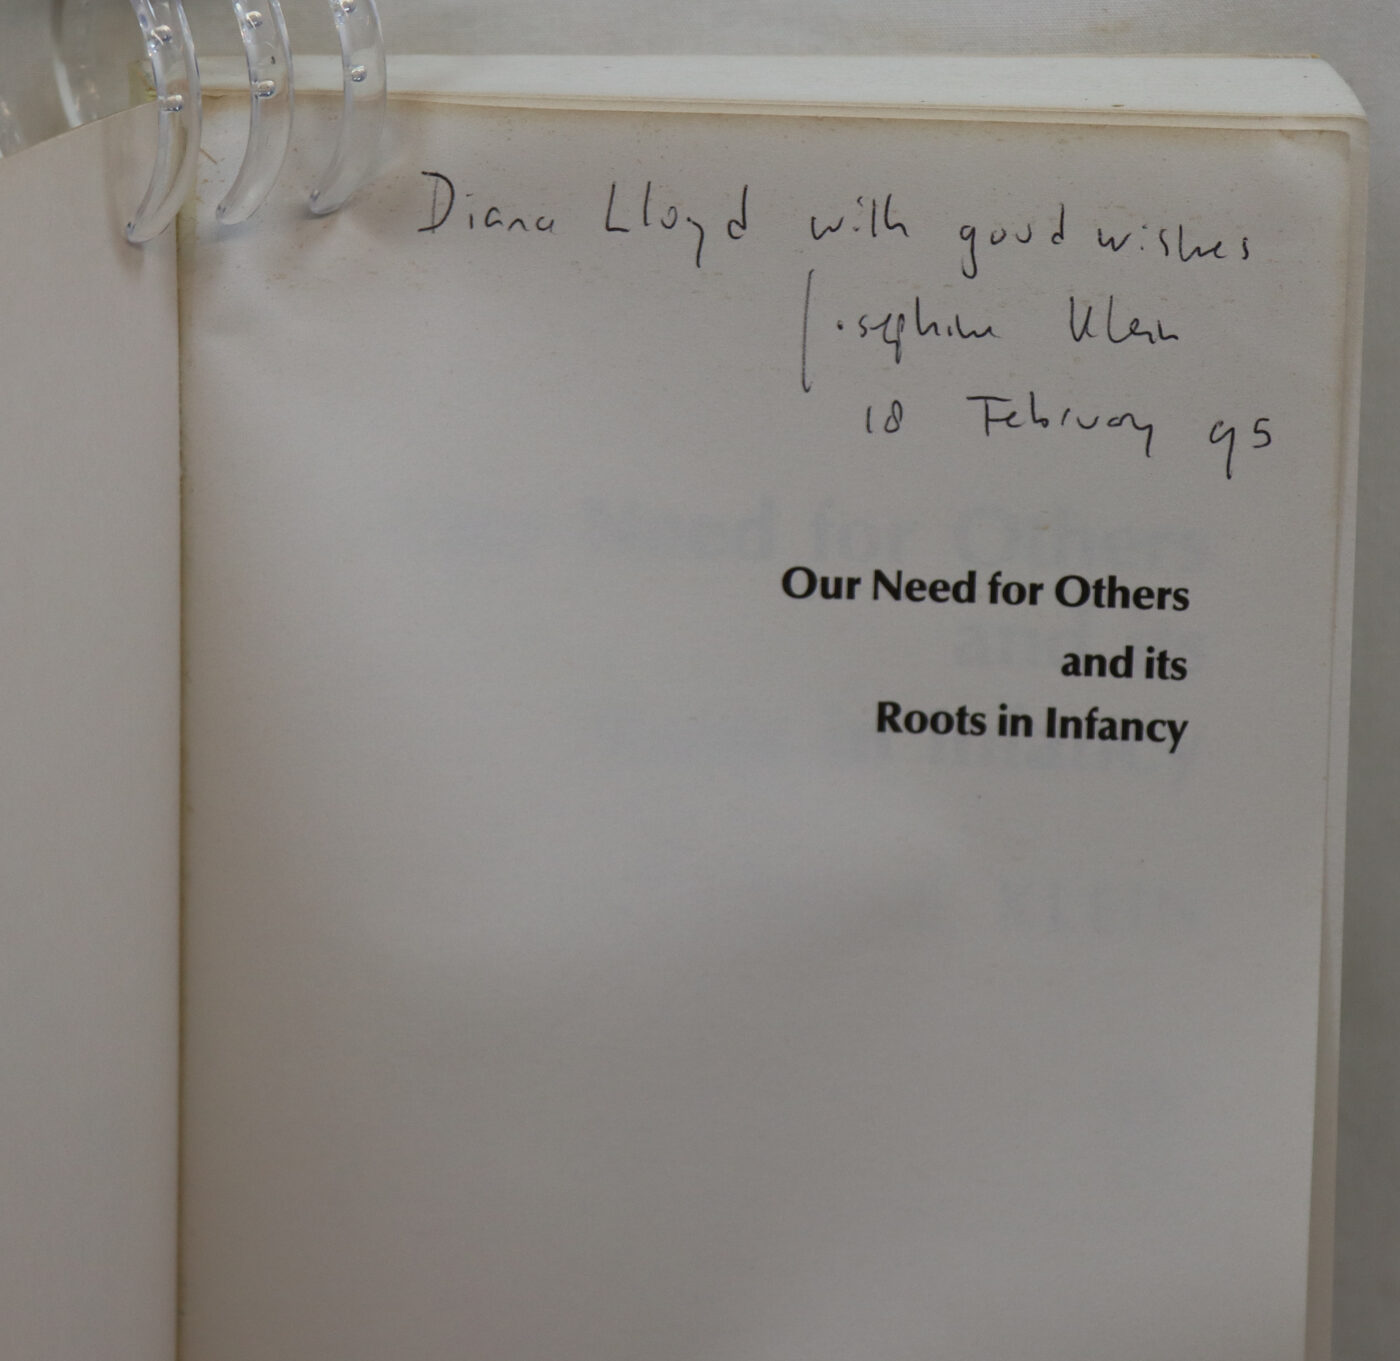 Diana Lloyd with good wishes
Josephine Klein
18 February 95
Our Need for Others
and its
Roots in Infancy